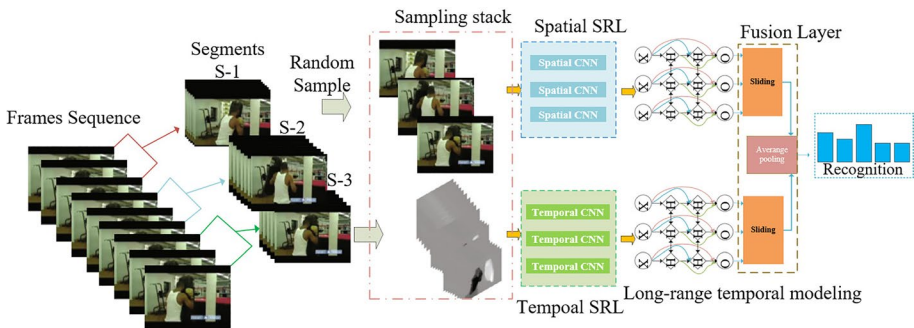 Frames Sequence
Segments
S-1
S-2
S-3
Random
Sample
Sampling stack
Spatial SRL
Spatial CNN
Spatial CNN
Spatial CNN
Temporal CNN
Temporal CNN
Temporal CNN
Tempoal SRL
X H H O
X H H O
X H H O
X H H O
X H H O
X H H O
Long-range temporal modeling
Fusion Layer
Sliding
Averange
pooling
Sliding
Recognition